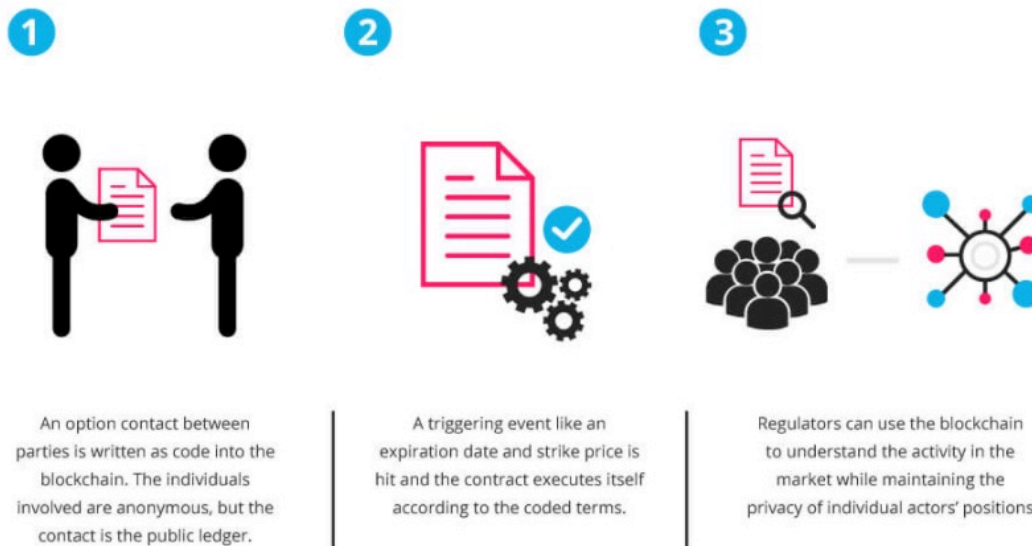 1
2
3
An option contact between
parties is written as code into the
blockchain. The individuals
involved are anonymous, but the
contact is the public ledger.
A triggering event like an
expiration date and strike price is
hit and the contract executes itself
according to the coded terms.
Regulators can use the blockchain
to understand the activity in the
market while maintaining the
privacy of individual actors’ positions